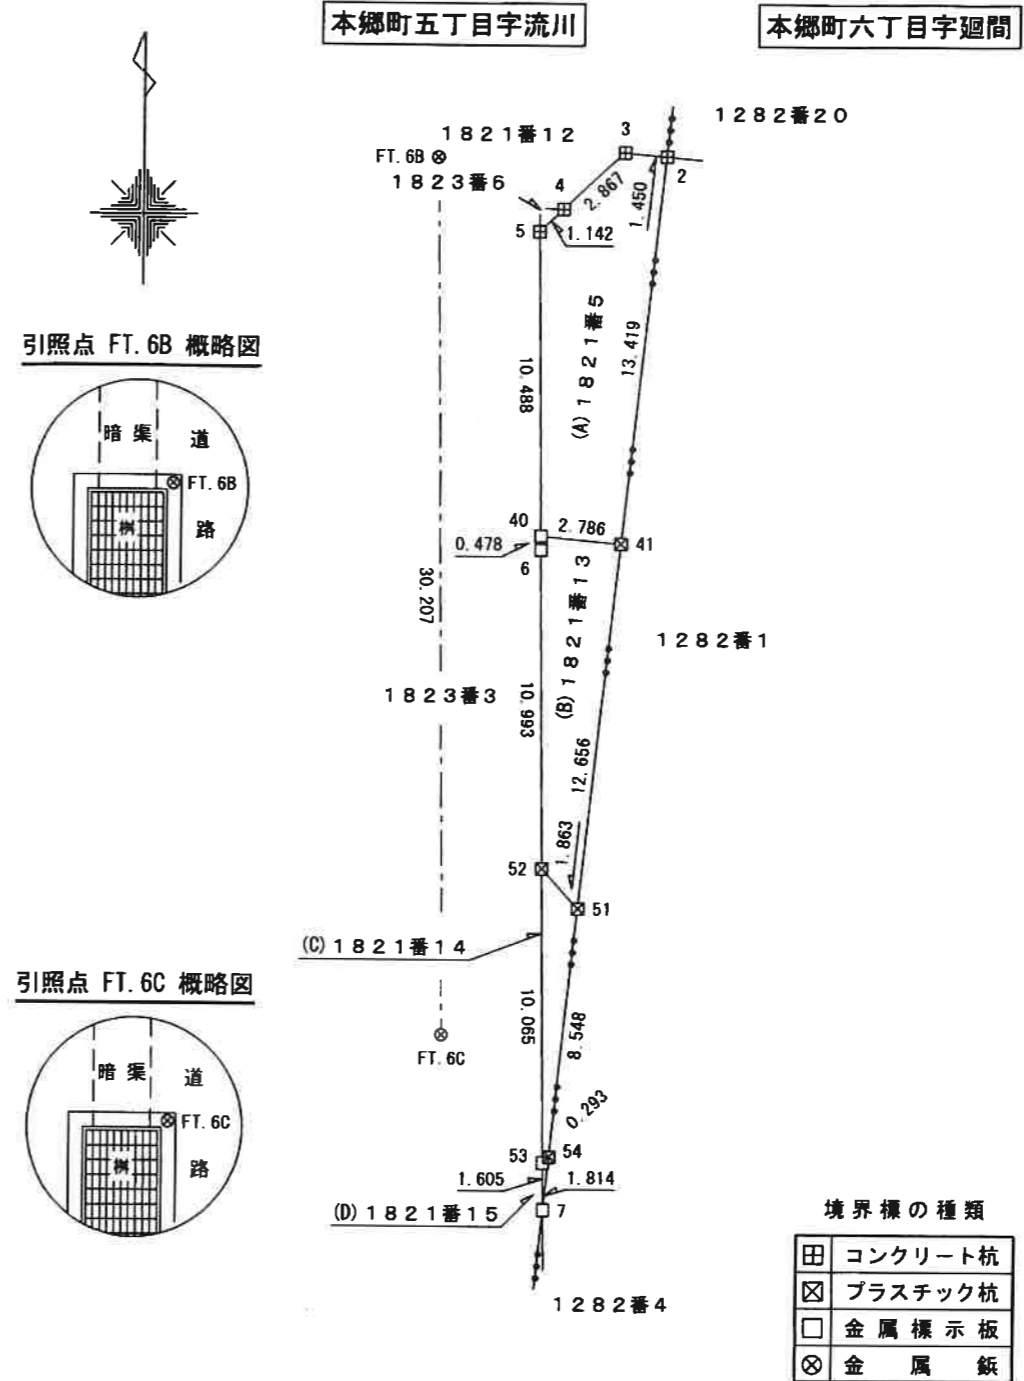 本郷町五丁目字流川
本郷町六丁目字廻間
1282番20
1821番12
3
FT.6B
2
1823番6
4
2.867
1.450
5
1.142
引照点 FT.6B 概略図
暗渠
道
FT.6B
桝
路
10.488
(A)1821番5
13.419
40
2.786
41
0.478
6
30.207
(B)1821番13
1282番1
1823番3
10.993
12.656
1.863
52
51
(C)1821番14
引照点 FT.6C 概略図
暗渠
道
FT.6C
桝
路
FT.6C
10.065
8.548
0.293
53
54
1.605
1.814
(D)1821番15
7
1282番4
境界標の種類
コンクリート杭
プラスチック杭
金属標示板
金属鋲